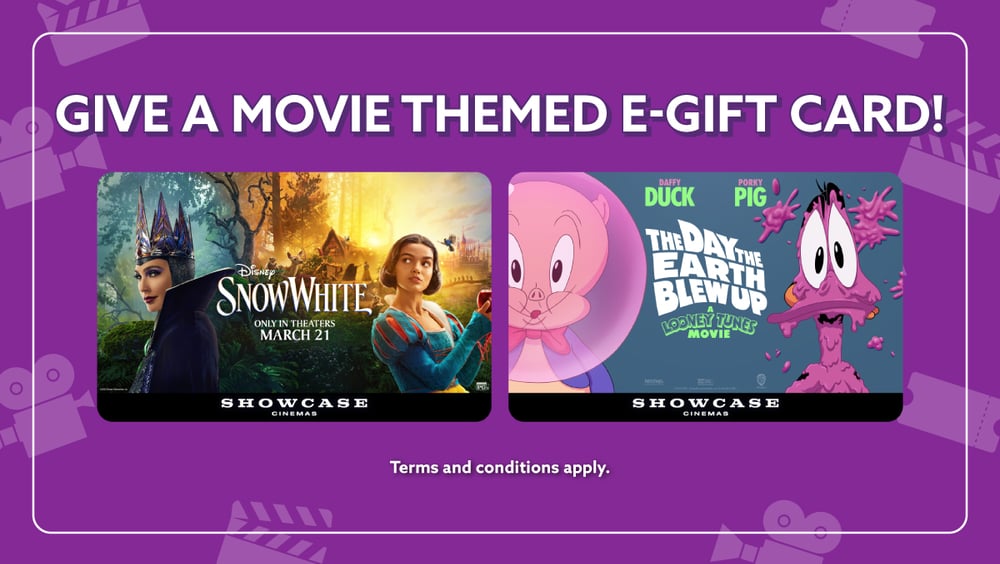 GIVE A MOVIE THEMED E-GIFT CARD!
Disney
SNOW WHITE
ONLY IN THEATERS
MARCH 21
SHOWCASE
CINEMAS
DAFFY
DUCK
PORKY
PIG
THE DAY THE
EARTH
BLEW UP
A
LOONEY TUNES
MOVIE
SHOWCASE
CINEMAS
Terms and conditions apply.